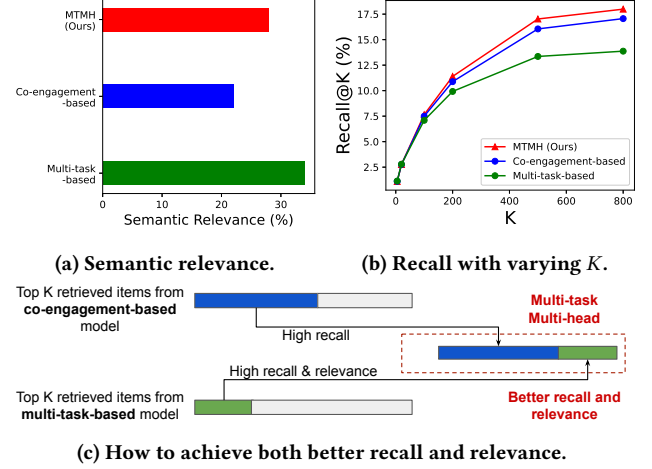 MTMH
(Ours)
Co-engagement
-based
Multi-task
-based
0 10 20 30
Semantic Relevance (%)
(a) Semantic relevance.
Recall@K (%)
17.5
15.0
12.5
10.0
7.5
5.0
2.5
MTMH (Ours)
Co-engagement-based
Multi-task-based
0 200 400 600 800
K
(b) Recall with varying K.
Top K retrieved items from
co-engagement-based
model
High recall
Multi-task
Multi-head
High recall & relevance
Top K retrieved items from
multi-task-based model
Better recall and
relevance
(c) How to achieve both better recall and relevance.